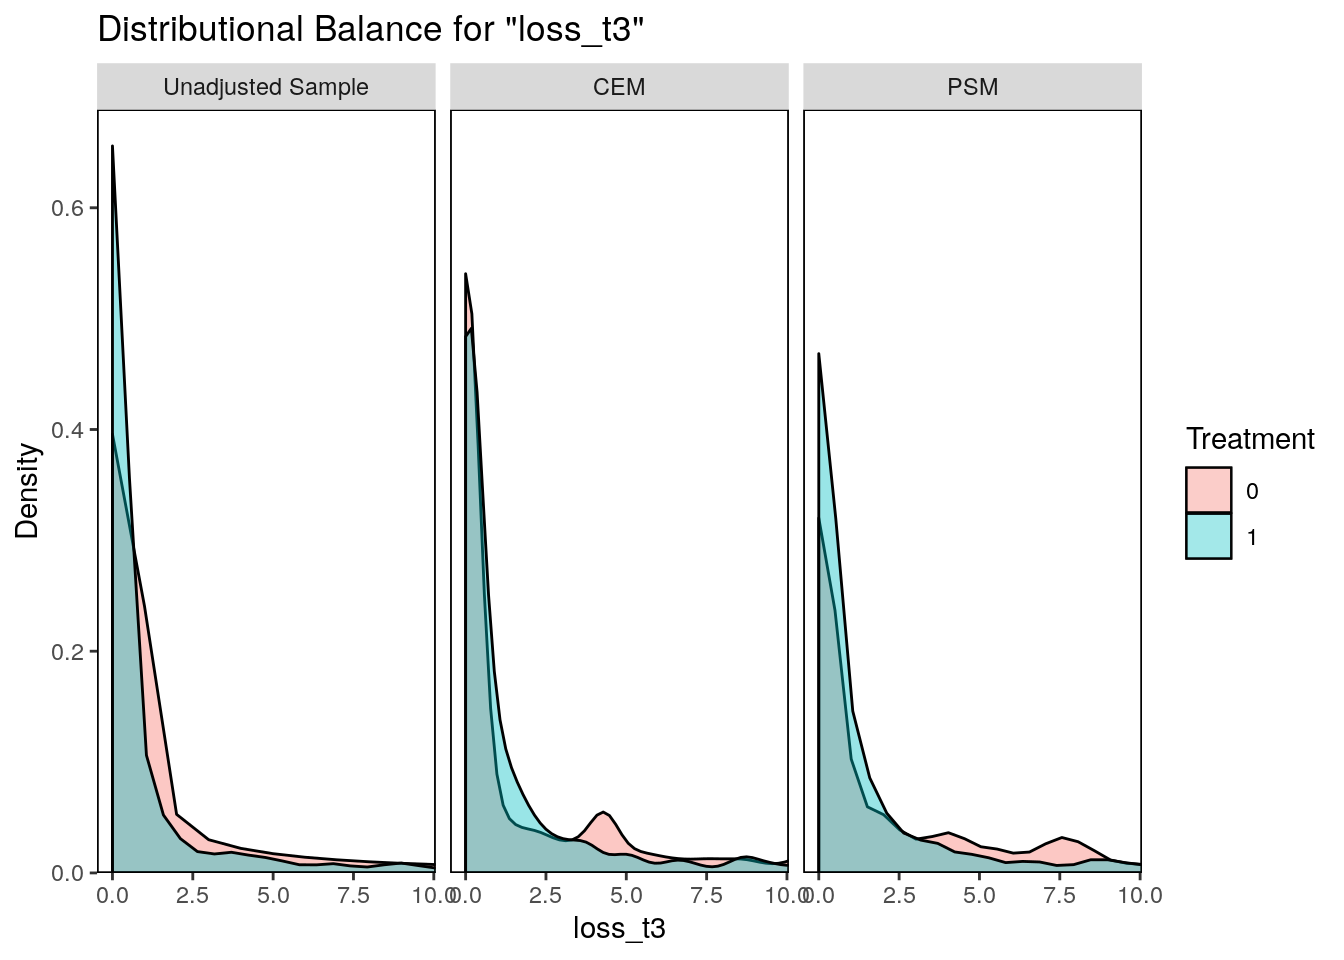 Distributional Balance for "loss_t3"
Unadjusted Sample
CEM
PSM
Density
0.6
0.4
0.2
0.0
0.0 2.5 5.0 7.5 10.0
0.0 2.5 5.0 7.5 10.0
0.0 2.5 5.0 7.5 10.0
loss_t3
Treatment
0
1